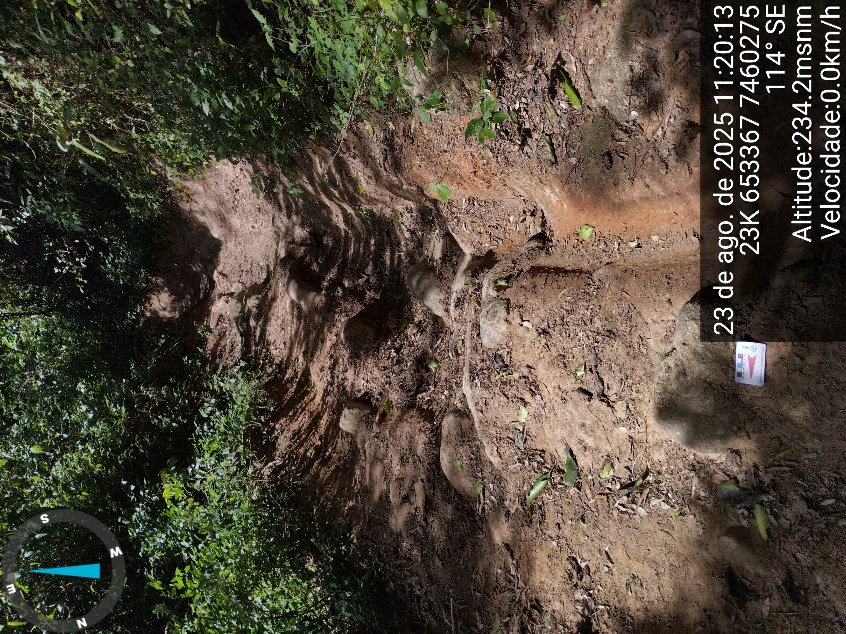 23 de ago. de 2025 11:20:13
23K 653367 7460275
114° SE
Altitude:234.2msnm
Velocidade:0.0km/h
S
W
E
N